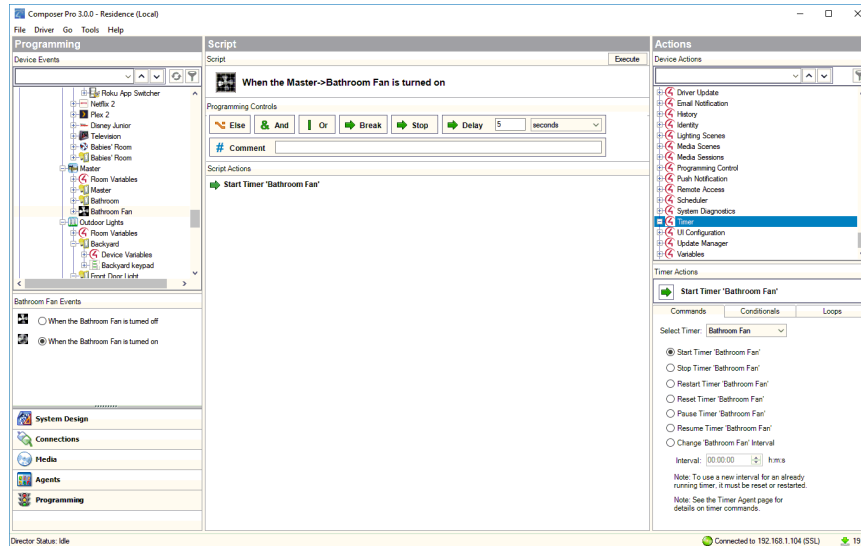 Composer Pro 3.0.0 - Residence (Local)
File Driver Go Tools Help
Programming
Device Events
Roku App Switcher
Netflix 2
Plex 2
Disney Junior
Television
Babies' Room
Babies' Room
Master
Room Variables
Master
Bathroom
Bathroom Fan
Outdoor Lights
Room Variables
Backyard
Device Variables
Backyard keypad
Front Door Light
Bathroom Fan Events
When the Bathroom Fan is turned off
When the Bathroom Fan is turned on
System Design
Connections
Media
Agents
Programming
Script
Script Execute
When the Master->Bathroom Fan is turned on
Programming Controls
Else & And Or Break Stop Delay 5 seconds
# Comment
Script Actions
Start Timer 'Bathroom Fan'
Actions
Device Actions
Driver Update
Email Notification
History
Identity
Lighting Scenes
Media Scenes
Media Sessions
Programming Control
Push Notification
Remote Access
Scheduler
System Diagnostics
Timer
UI Configuration
Update Manager
Variables
Timer Actions
Start Timer 'Bathroom Fan'
Commands Conditionals Loops
Select Timer: Bathroom Fan
Start Timer 'Bathroom Fan'
Stop Timer 'Bathroom Fan'
Restart Timer 'Bathroom Fan'
Reset Timer 'Bathroom Fan'
Pause Timer 'Bathroom Fan'
Resume Timer 'Bathroom Fan'
Change 'Bathroom Fan' Interval
Interval: 00:00:00 h:m:s
Note: To use a new interval for an already
running timer, it must be reset or restarted.
Note: See the Timer Agent page for
details on timer commands.
Director Status: Idle
Connected to 192.168.1.104 (SSL) 19